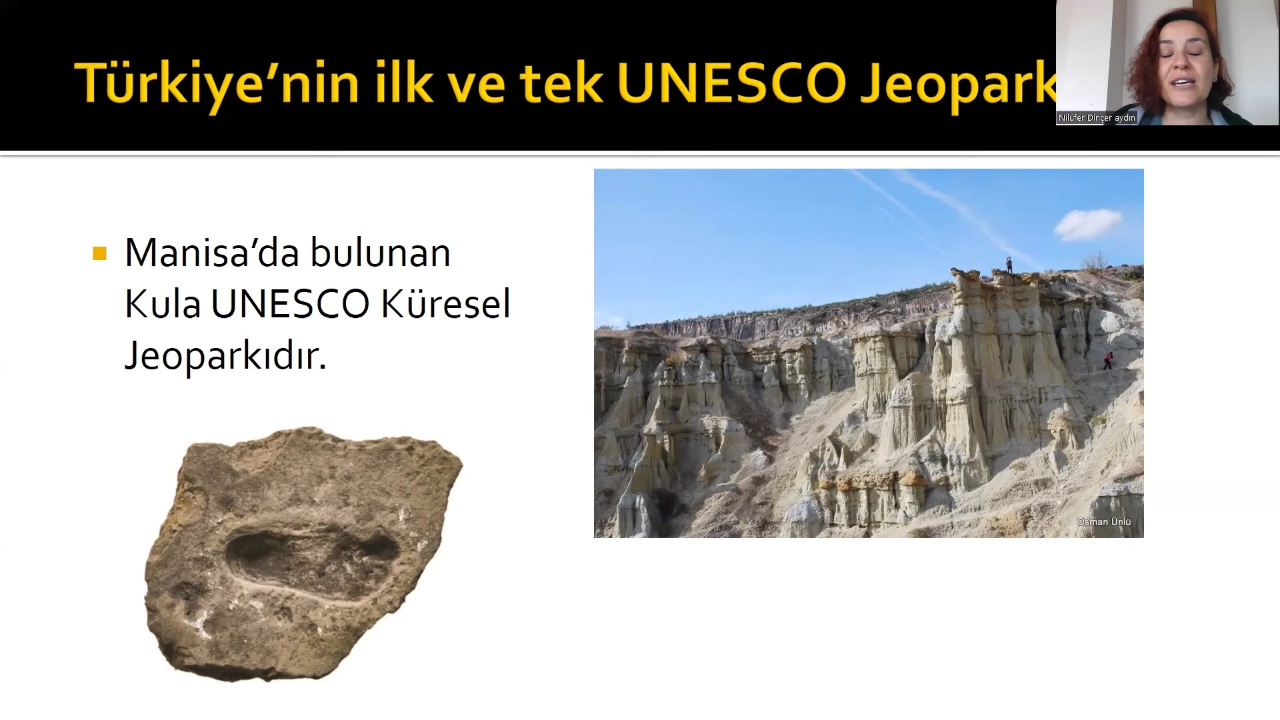 Türkiye’nin ilk ve tek UNESCO Jeopark
Nilüfer Dinçer aydın
Manisa’da bulunan
Kula UNESCO Küresel
Jeoparkıdır.
Osman Ünlü